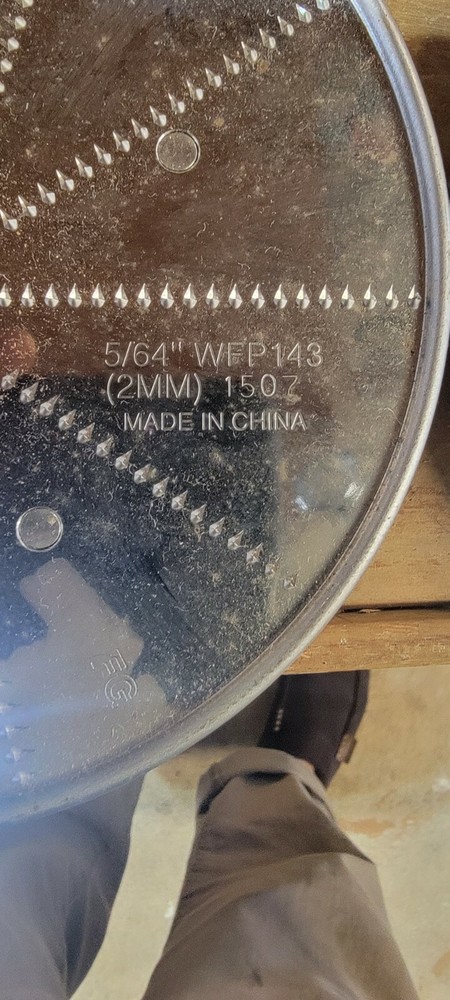 5/64" WFP143
(2MM) 1507
MADE IN CHINA